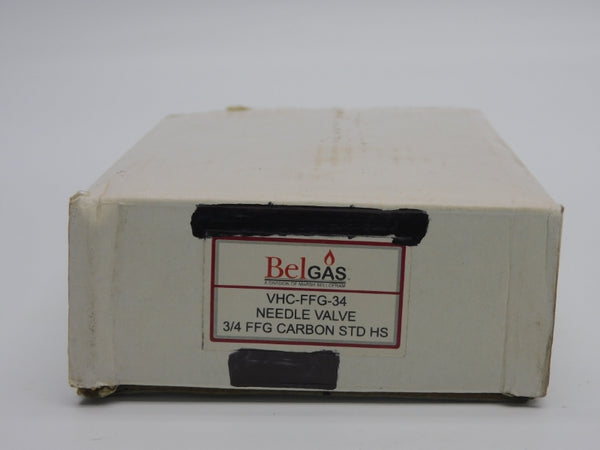 BelGAS
A DIVISION OF MARSH BELLOFRAM
VHC-FFG-34
NEEDLE VALVE
3/4 FFG CARBON STD HS